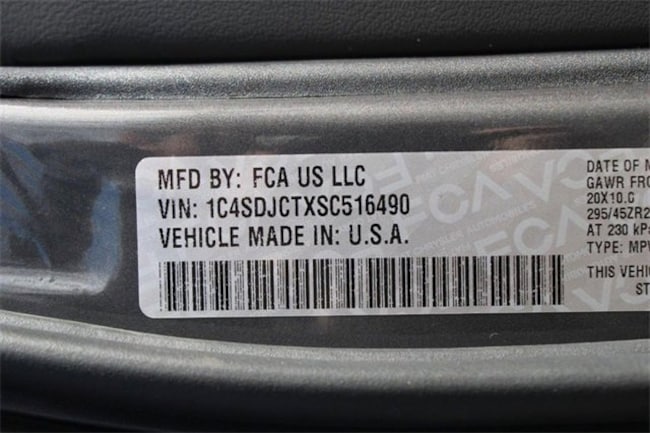 MFD BY: FCA US LLC
VIN: 1C4SDJCTXSC516490
VEHICLE MADE IN: U.S.A.
DATE OF M
GAWR FRO
20X10.0
295/45ZR2
AT 230 kPa
TYPE: MPV
THIS VEHIC
ST